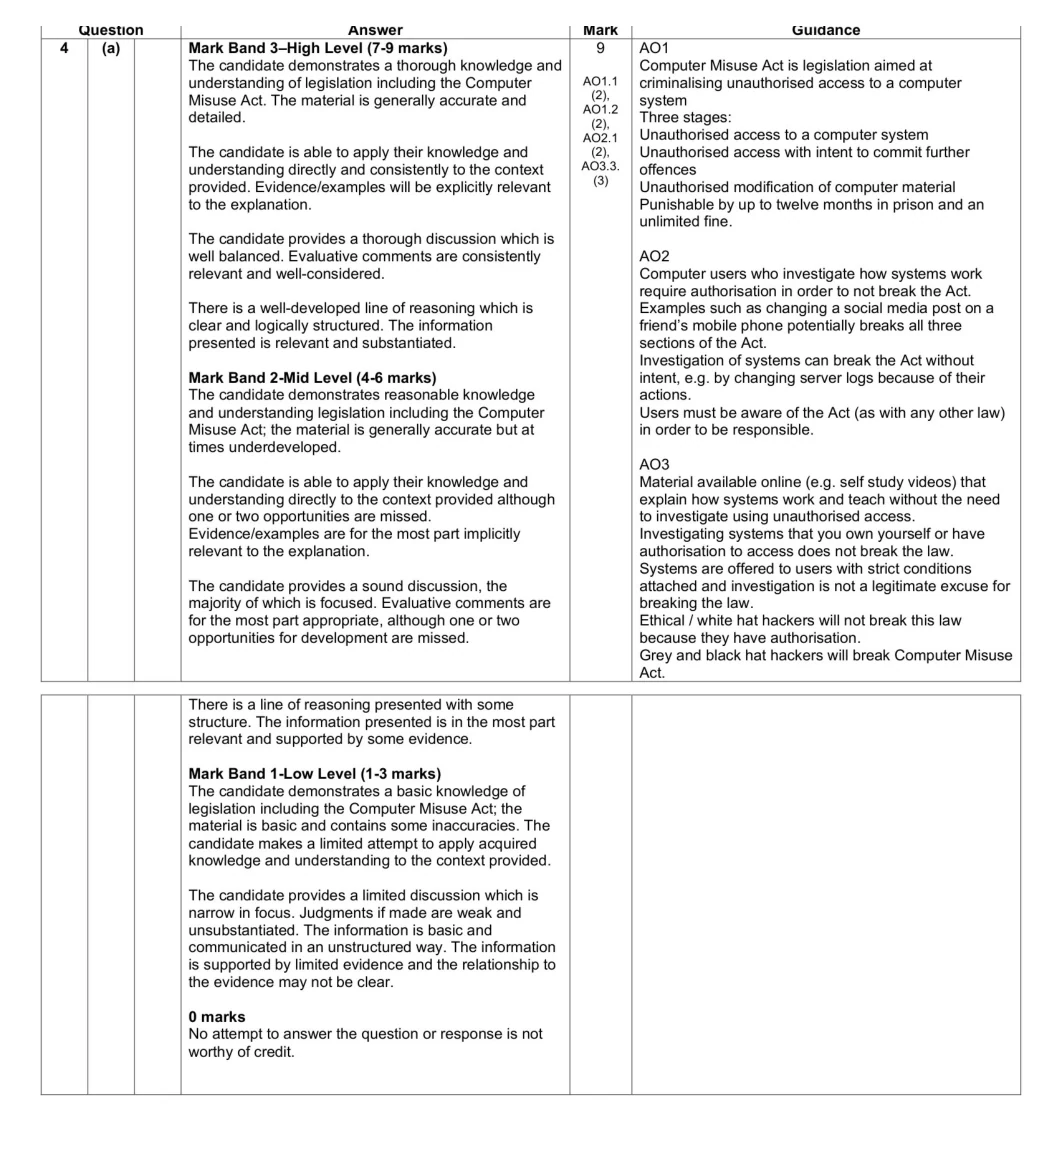 Question Answer Mark Guidance
4 (a) Mark Band 3–High Level (7-9 marks)
The candidate demonstrates a thorough knowledge and
understanding of legislation including the Computer
Misuse Act. The material is generally accurate and
detailed.
The candidate is able to apply their knowledge and
understanding directly and consistently to the context
provided. Evidence/examples will be explicitly relevant
to the explanation.
The candidate provides a thorough discussion which is
well balanced. Evaluative comments are consistently
relevant and well-considered.
There is a well-developed line of reasoning which is
clear and logically structured. The information
presented is relevant and substantiated.
Mark Band 2-Mid Level (4-6 marks)
The candidate demonstrates reasonable knowledge
and understanding legislation including the Computer
Misuse Act; the material is generally accurate but at
times underdeveloped.
The candidate is able to apply their knowledge and
understanding directly to the context provided although
one or two opportunities are missed.
Evidence/examples are for the most part implicitly
relevant to the explanation.
The candidate provides a sound discussion, the
majority of which is focused. Evaluative comments are
for the most part appropriate, although one or two
opportunities for development are missed.
9
AO1.1
(2),
AO1.2
(2),
AO2.1
(2),
AO3.3.
(3)
AO1
Computer Misuse Act is legislation aimed at
criminalising unauthorised access to a computer
system
Three stages:
Unauthorised access to a computer system
Unauthorised access with intent to commit further
offences
Unauthorised modification of computer material
Punishable by up to twelve months in prison and an
unlimited fine.
AO2
Computer users who investigate how systems work
require authorisation in order to not break the Act.
Examples such as changing a social media post on a
friend's mobile phone potentially breaks all three
sections of the Act.
Investigation of systems can break the Act without
intent, e.g. by changing server logs because of their
actions.
Users must be aware of the Act (as with any other law)
in order to be responsible.
AO3
Material available online (e.g. self study videos) that
explain how systems work and teach without the need
to investigate using unauthorised access.
Investigating systems that you own yourself or have
authorisation to access does not break the law.
Systems are offered to users with strict conditions
attached and investigation is not a legitimate excuse for
breaking the law.
Ethical / white hat hackers will not break this law
because they have authorisation.
Grey and black hat hackers will break Computer Misuse
Act.
There is a line of reasoning presented with some
structure. The information presented is in the most part
relevant and supported by some evidence.
Mark Band 1-Low Level (1-3 marks)
The candidate demonstrates a basic knowledge of
legislation including the Computer Misuse Act; the
material is basic and contains some inaccuracies. The
candidate makes a limited attempt to apply acquired
knowledge and understanding to the context provided.
The candidate provides a limited discussion which is
narrow in focus. Judgments if made are weak and
unsubstantiated. The information is basic and
communicated in an unstructured way. The information
is supported by limited evidence and the relationship to
the evidence may not be clear.
0 marks
No attempt to answer the question or response is not
worthy of credit.